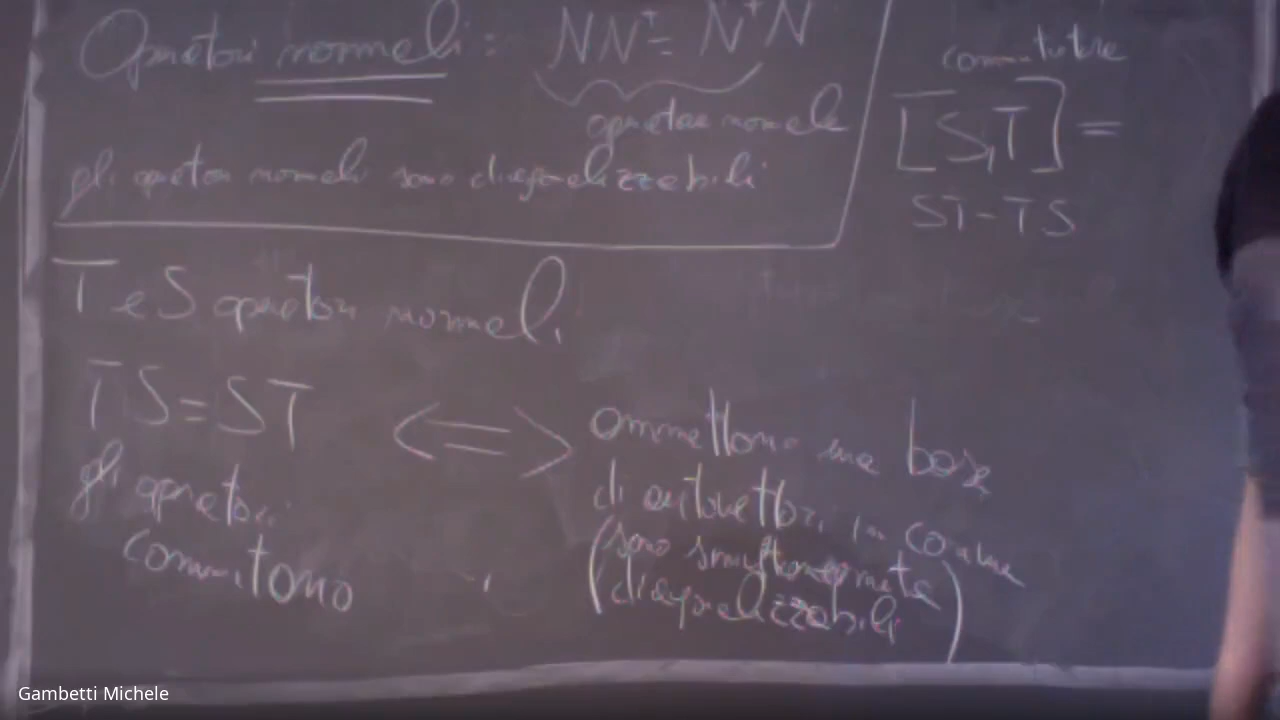 Operatori normali: NN⁺ = N⁺N
operatore normale
gli operatori normali sono diagonalizzabili
commutatore
[S,T] =
ST-TS
T e S operatori normali
TS=ST ⟺ ammettono una base
di autovettori in comune
(sono simultaneamente
diagonalizzabili)
gli operatori
commutano
Gambetti Michele